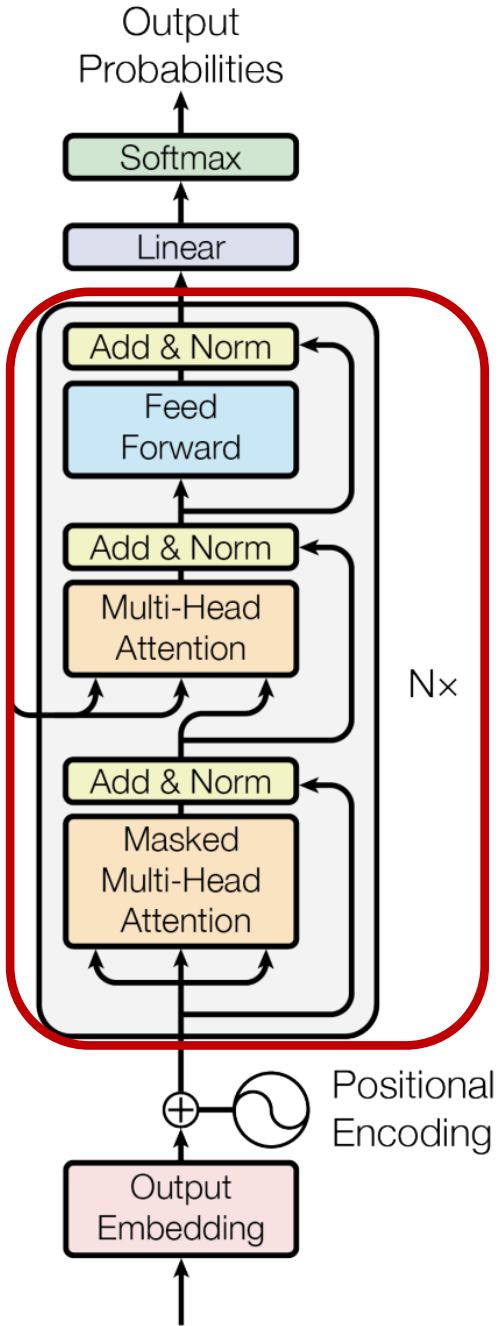 Output
Probabilities
Softmax
Linear
Add & Norm
Feed
Forward
Add & Norm
Multi-Head
Attention
N×
Add & Norm
Masked
Multi-Head
Attention
Positional
Encoding
Output
Embedding